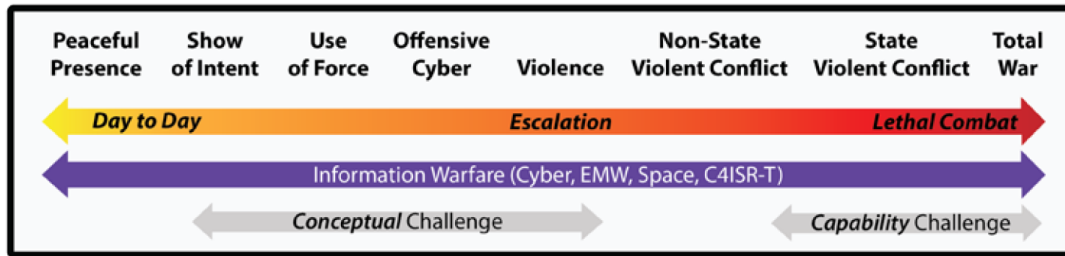 Peaceful Presence
Show of Intent
Use of Force
Offensive Cyber
Violence
Non-State Violent Conflict
State Violent Conflict
Total War
Day to Day
Escalation
Lethal Combat
Information Warfare (Cyber, EMW, Space, C4ISR-T)
Conceptual Challenge
Capability Challenge